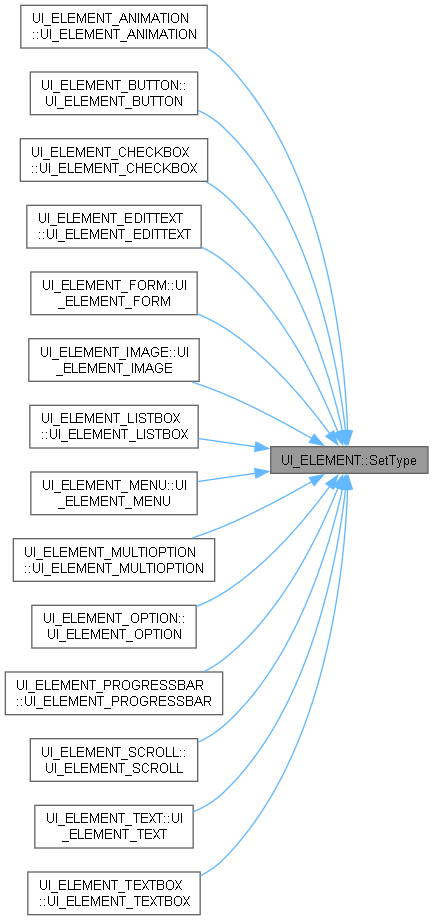 UI_ELEMENT_ANIMATION
::UI_ELEMENT_ANIMATION
UI_ELEMENT_BUTTON::
UI_ELEMENT_BUTTON
UI_ELEMENT_CHECKBOX
::UI_ELEMENT_CHECKBOX
UI_ELEMENT_EDITTEXT
::UI_ELEMENT_EDITTEXT
UI_ELEMENT_FORM::UI
_ELEMENT_FORM
UI_ELEMENT_IMAGE::UI
_ELEMENT_IMAGE
UI_ELEMENT_LISTBOX
::UI_ELEMENT_LISTBOX
UI_ELEMENT::SetType
UI_ELEMENT_MENU::UI
_ELEMENT_MENU
UI_ELEMENT_MULTIOPTION
::UI_ELEMENT_MULTIOPTION
UI_ELEMENT_OPTION::
UI_ELEMENT_OPTION
UI_ELEMENT_PROGRESSBAR
::UI_ELEMENT_PROGRESSBAR
UI_ELEMENT_SCROLL::
UI_ELEMENT_SCROLL
UI_ELEMENT_TEXT::UI
_ELEMENT_TEXT
UI_ELEMENT_TEXTBOX
::UI_ELEMENT_TEXTBOX